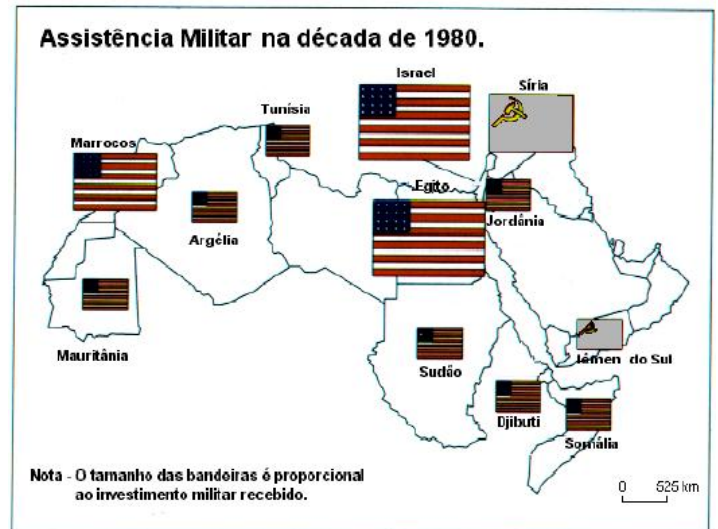 Assistência Militar na década de 1980.
Israel
Síria
Tunísia
Marrocos
Egito
Jordânia
Argélia
Mauritânia
Sudão
Iêmen do Sul
Djibuti
Somália
Nota - O tamanho das bandeiras é proporcional
ao investimento militar recebido.
0 525 km